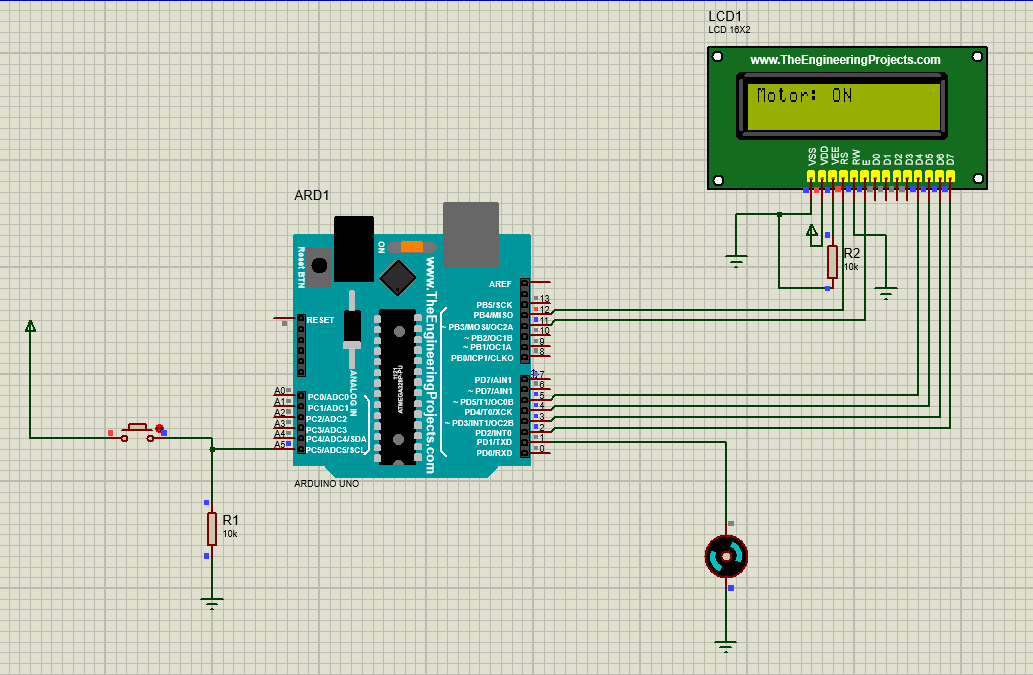 LCD1
LCD 16X2
www.TheEngineeringProjects.com
Motor: ON
VSS
VDD
VEE
RS
RW
E
D0
D1
D2
D3
D4
D5
D6
D7
R2
10k
ARD1
ON
Reset BTN
www.TheEngineeringProjects.com
RESET
ANALOG IN
ATMEGA328P-PU
1121
AREF
PB5/SCK
PB4/MISO
~ PB3/MOSI/OC2A
~ PB2/OC1B
~ PB1/OC1A
PB0/ICP1/CLKO
13
12
11
10
9
8
PD7/AIN1
~ PD7/AIN1
~ PD5/T1/OC0B
PD4/T0/XCK
~ PD3/INT1/OC2B
PD2/INT0
PD1/TXD
PD0/RXD
7
6
5
4
3
2
1
0
A0
A1
A2
A3
A4
A5
PC0/ADC0
PC1/ADC1
PC2/ADC2
PC3/ADC3
PC4/ADC4/SDA
PC5/ADC5/SCL
ARDUINO UNO
R1
10k